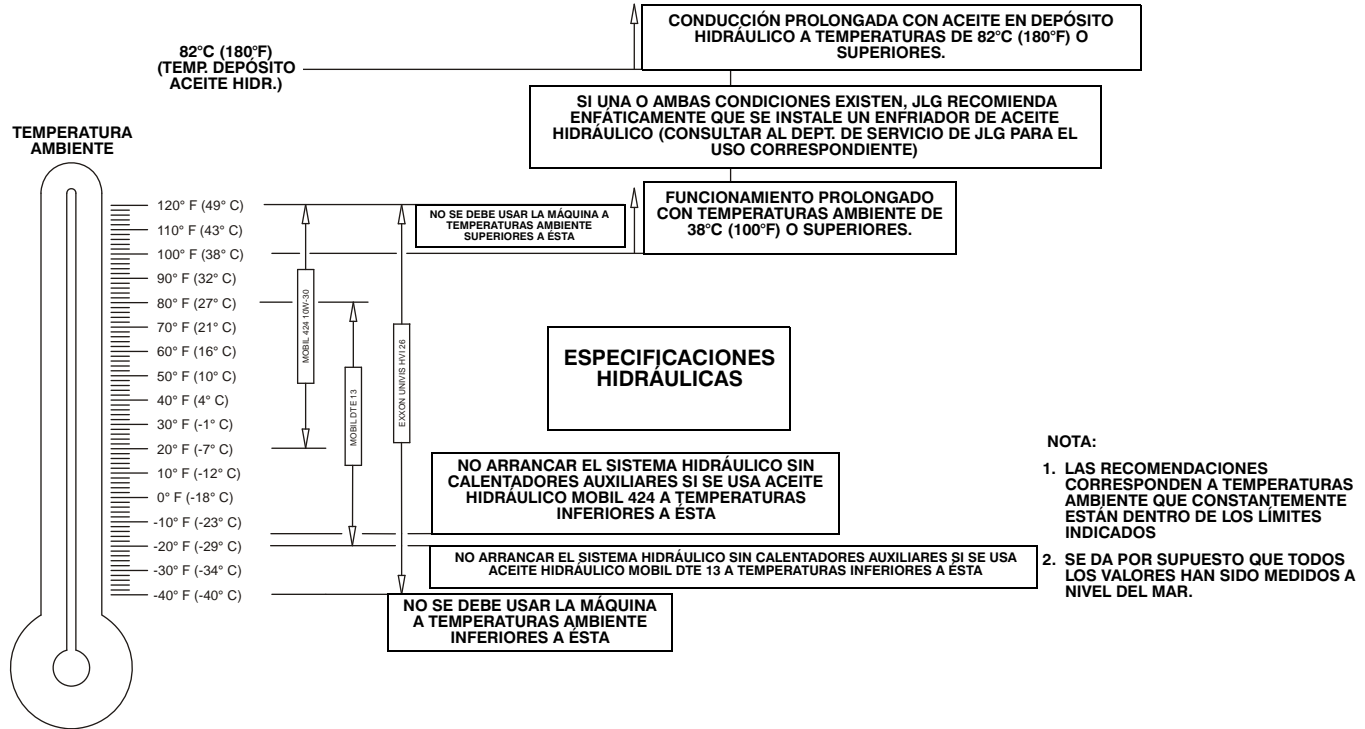 CONDUCCIÓN PROLONGADA CON ACEITE EN DEPÓSITO
HIDRÁULICO A TEMPERATURAS DE 82°C (180°F) O
SUPERIORES.
82°C (180°F)
(TEMP. DEPÓSITO
ACEITE HIDR.)
SI UNA O AMBAS CONDICIONES EXISTEN, JLG RECOMIENDA
ENFÁTICAMENTE QUE SE INSTALE UN ENFRIADOR DE ACEITE
HIDRÁULICO (CONSULTAR AL DEPT. DE SERVICIO DE JLG PARA EL
USO CORRESPONDIENTE)
TEMPERATURA
AMBIENTE
FUNCIONAMIENTO PROLONGADO
CON TEMPERATURAS AMBIENTE DE
38°C (100°F) O SUPERIORES.
NO SE DEBE USAR LA MÁQUINA A
TEMPERATURAS AMBIENTE
SUPERIORES A ÉSTA
120° F (49° C)
110° F (43° C)
100° F (38° C)
90° F (32° C)
80° F (27° C)
70° F (21° C)
60° F (16° C)
50° F (10° C)
40° F (4° C)
30° F (-1° C)
20° F (-7° C)
10° F (-12° C)
0° F (-18° C)
-10° F (-23° C)
-20° F (-29° C)
-30° F (-34° C)
-40° F (-40° C)
MOBIL 424 10W-30
MOBIL DTE 13
EXXON UNIVIS HVI 26
ESPECIFICACIONES
HIDRÁULICAS
NO ARRANCAR EL SISTEMA HIDRÁULICO SIN
CALENTADORES AUXILIARES SI SE USA ACEITE
HIDRÁULICO MOBIL 424 A TEMPERATURAS
INFERIORES A ÉSTA
NO ARRANCAR EL SISTEMA HIDRÁULICO SIN CALENTADORES AUXILIARES SI SE USA
ACEITE HIDRÁULICO MOBIL DTE 13 A TEMPERATURAS INFERIORES A ÉSTA
NO SE DEBE USAR LA MÁQUINA
A TEMPERATURAS AMBIENTE
INFERIORES A ÉSTA
NOTA:
1. LAS RECOMENDACIONES
CORRESPONDEN A TEMPERATURAS
AMBIENTE QUE CONSTANTEMENTE
ESTÁN DENTRO DE LOS LÍMITES
INDICADOS
2. SE DA POR SUPUESTO QUE TODOS
LOS VALORES HAN SIDO MEDIDOS A
NIVEL DEL MAR.